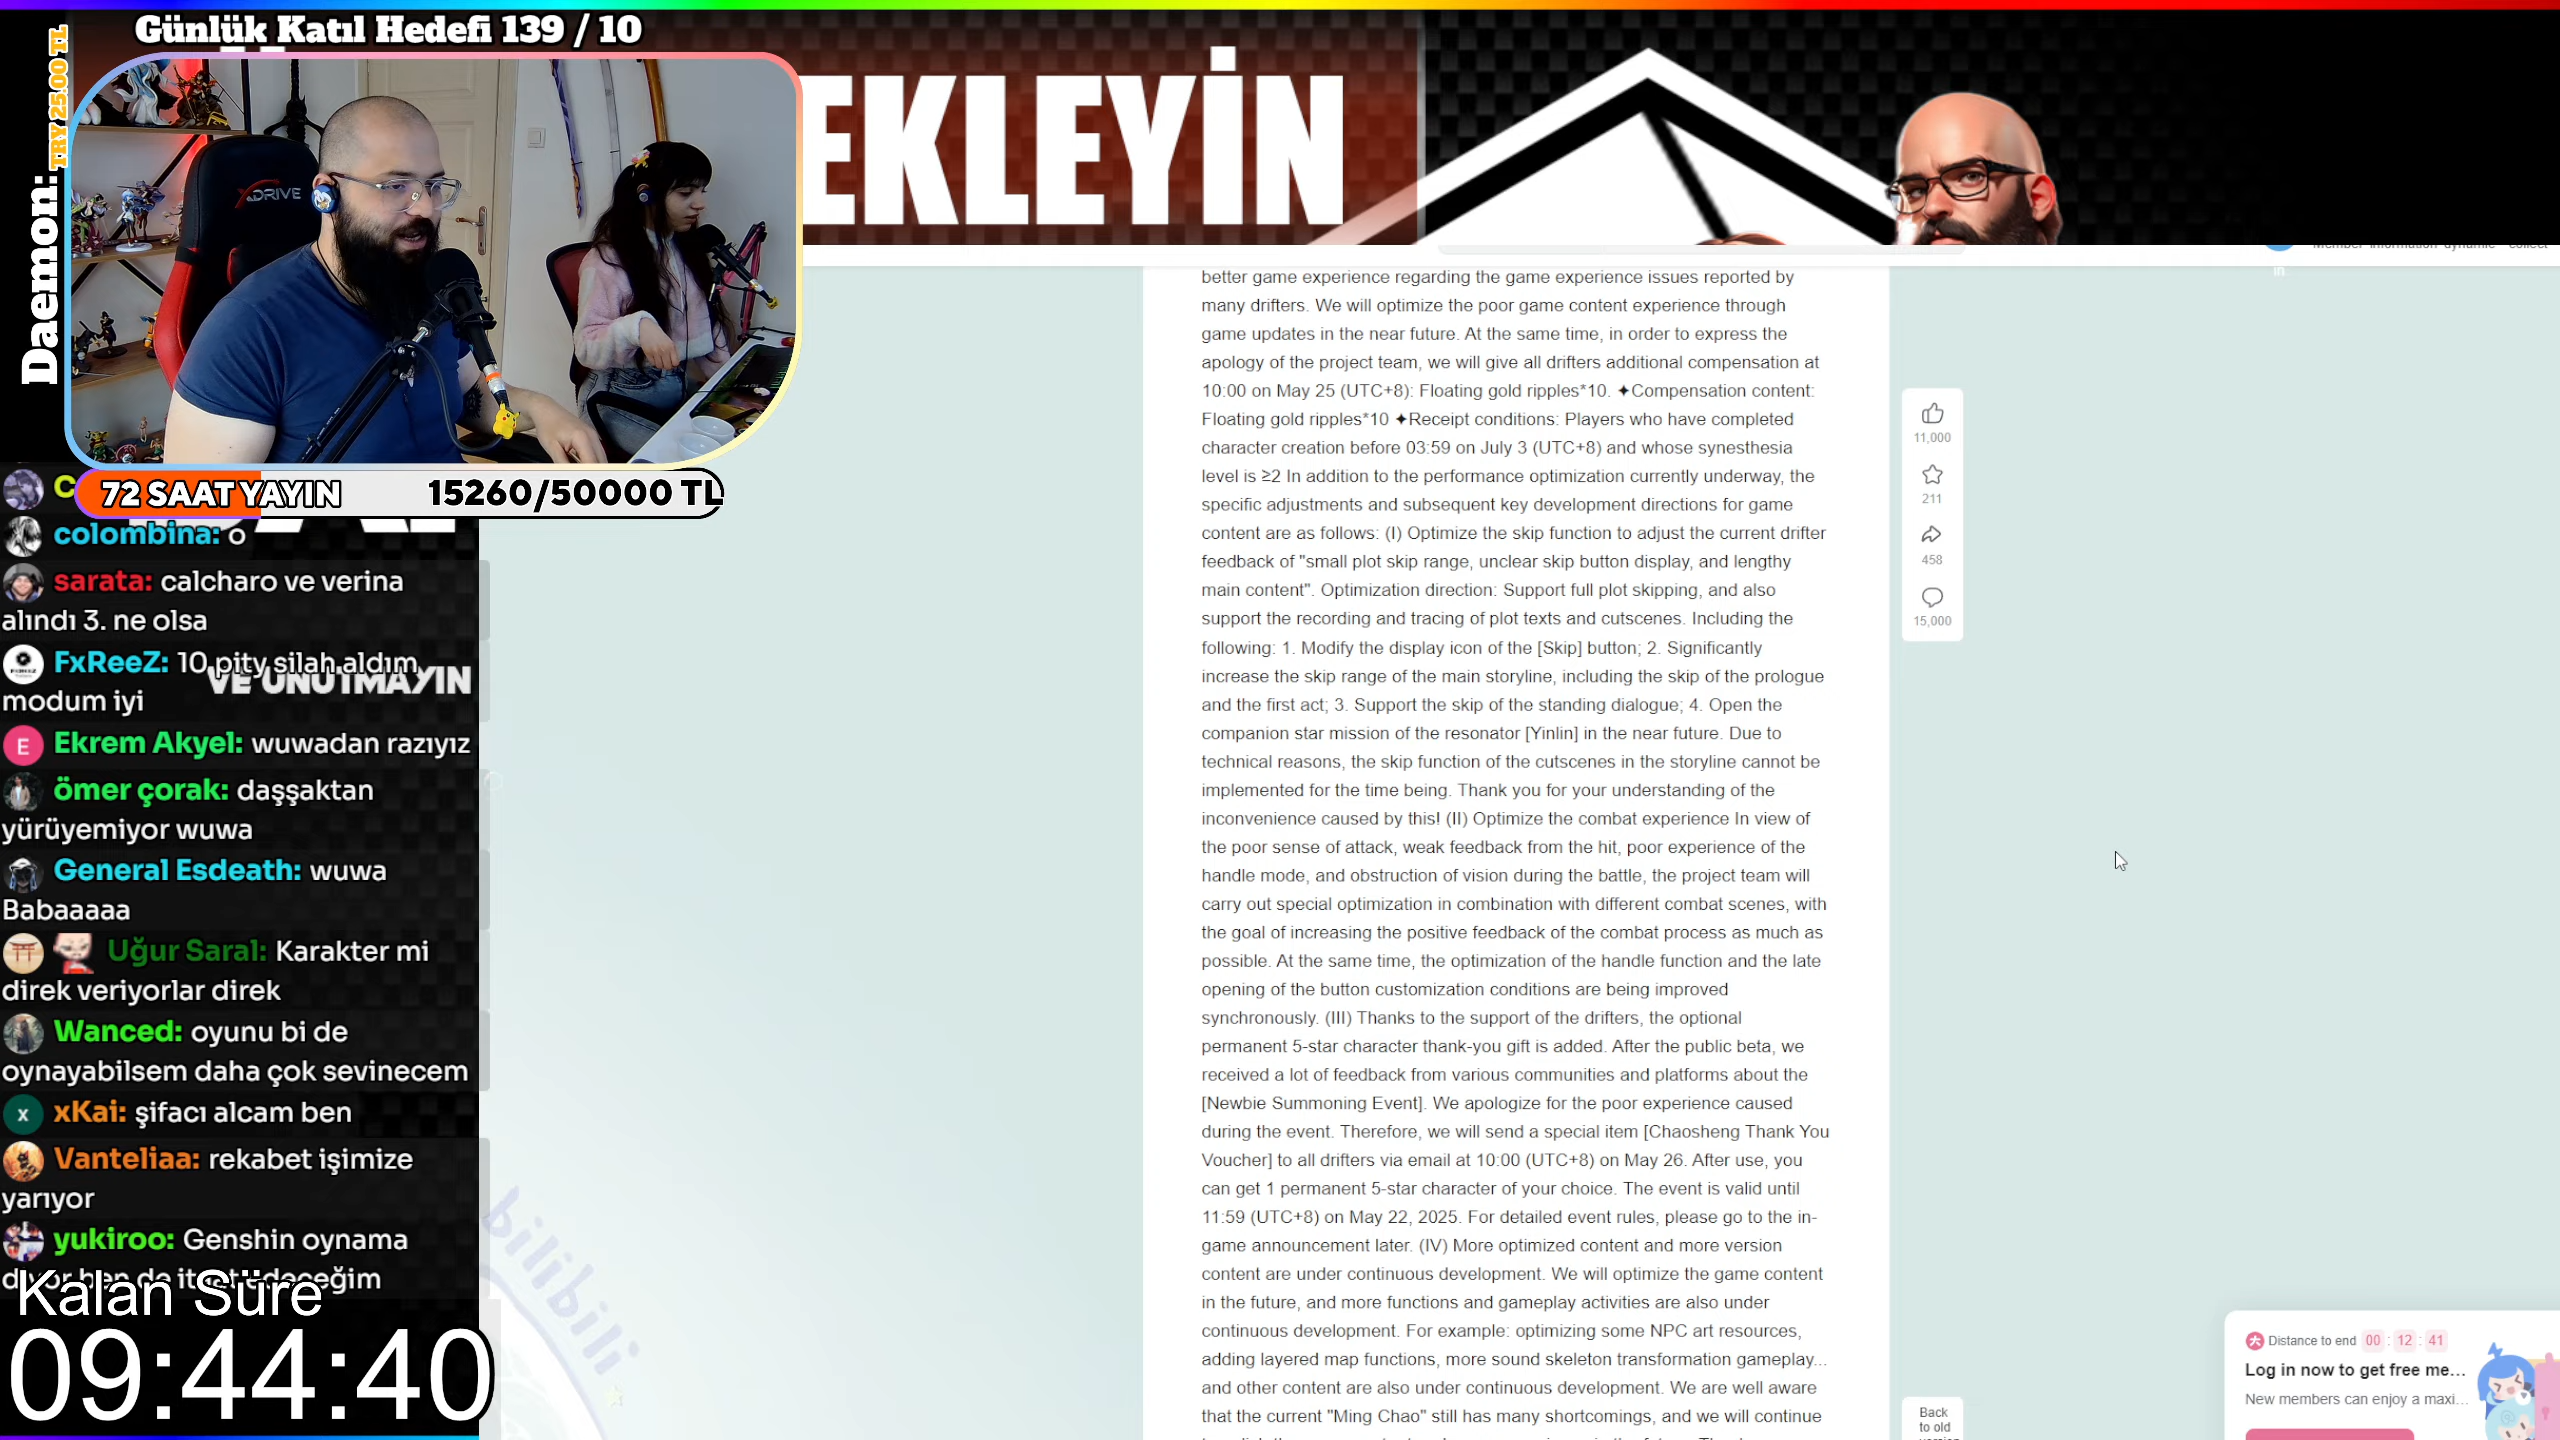 Günlük Katıl Hedefi 139 / 10
Daemon:
TRY 25.00 TL
XDRIVE
EKLEYİN
72 SAAT YAYIN 15260/50000 TL
C
colombina: o
sarata: calcharo ve verina
alındı 3. ne olsa
FxReeZ: 10 pity silah aldım
modum iyi
VE UNUTMAYIN
Ekrem Akyel: wuwadan razıyız
ömer çorak: daşşaktan
yürüyemiyor wuwa
General Esdeath: wuwa
Babaaaaa
Uğur Saral: Karakter mi
direk veriyorlar direk
Wanced: oyunu bi de
oynayabilsem daha çok sevinecem
xKai: şifacı alcam ben
Vanteliaa: rekabet işimize
yarıyor
yukiroo: Genshin oynama
Kalan Süre
09:44:40
bilibili
better game experience regarding the game experience issues reported by
many drifters. We will optimize the poor game content experience through
game updates in the near future. At the same time, in order to express the
apology of the project team, we will give all drifters additional compensation at
10:00 on May 25 (UTC+8): Floating gold ripples*10. ✦Compensation content:
Floating gold ripples*10 ✦Receipt conditions: Players who have completed
character creation before 03:59 on July 3 (UTC+8) and whose synesthesia
level is ≥2 In addition to the performance optimization currently underway, the
specific adjustments and subsequent key development directions for game
content are as follows: (I) Optimize the skip function to adjust the current drifter
feedback of "small plot skip range, unclear skip button display, and lengthy
main content". Optimization direction: Support full plot skipping, and also
support the recording and tracing of plot texts and cutscenes. Including the
following: 1. Modify the display icon of the [Skip] button; 2. Significantly
increase the skip range of the main storyline, including the skip of the prologue
and the first act; 3. Support the skip of the standing dialogue; 4. Open the
companion star mission of the resonator [Yinlin] in the near future. Due to
technical reasons, the skip function of the cutscenes in the storyline cannot be
implemented for the time being. Thank you for your understanding of the
inconvenience caused by this! (II) Optimize the combat experience In view of
the poor sense of attack, weak feedback from the hit, poor experience of the
handle mode, and obstruction of vision during the battle, the project team will
carry out special optimization in combination with different combat scenes, with
the goal of increasing the positive feedback of the combat process as much as
possible. At the same time, the optimization of the handle function and the late
opening of the button customization conditions are being improved
synchronously. (III) Thanks to the support of the drifters, the optional
permanent 5-star character thank-you gift is added. After the public beta, we
received a lot of feedback from various communities and platforms about the
[Newbie Summoning Event]. We apologize for the poor experience caused
during the event. Therefore, we will send a special item [Chaosheng Thank You
Voucher] to all drifters via email at 10:00 (UTC+8) on May 26. After use, you
can get 1 permanent 5-star character of your choice. The event is valid until
11:59 (UTC+8) on May 22, 2025. For detailed event rules, please go to the in-
game announcement later. (IV) More optimized content and more version
content are under continuous development. We will optimize the game content
in the future, and more functions and gameplay activities are also under
continuous development. For example: optimizing some NPC art resources,
adding layered map functions, more sound skeleton transformation gameplay...
and other content are also under continuous development. We are well aware
that the current "Ming Chao" still has many shortcomings, and we will continue
11,000
211
458
15,000
Distance to end 00 : 12 : 41
Log in now to get free me...
New members can enjoy a maxi...
Back
to old